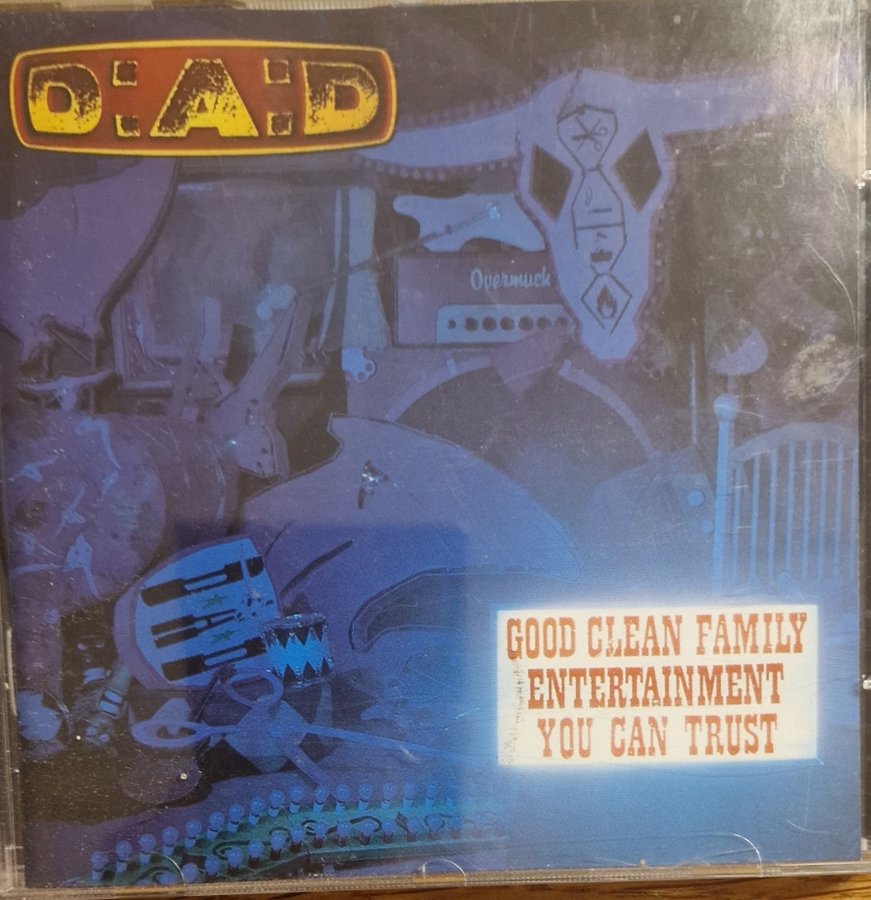 D:A:D
Overmuch
GOOD CLEAN FAMILY
ENTERTAINMENT
YOU CAN TRUST